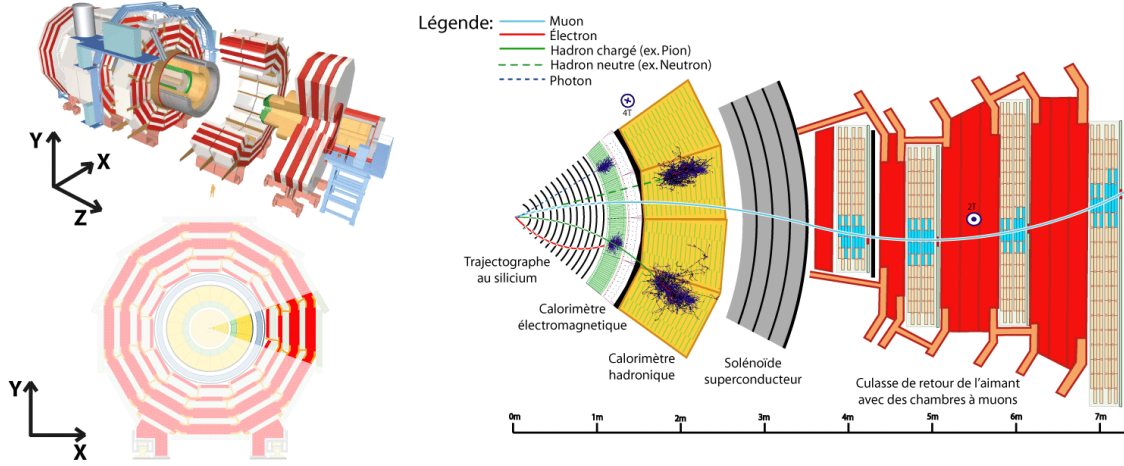 Légende:
Muon
Électron
Hadron chargé (ex. Pion)
Hadron neutre (ex. Neutron)
Photon
4T
Y
X
Z
2T
Trajectographe
au silicium
Calorimètre
électromagnetique
Calorimètre
hadronique
Solénoïde
superconducteur
Culasse de retour de l'aimant
avec des chambres à muons
Y
X
0m 1m 2m 3m 4m 5m 6m 7m